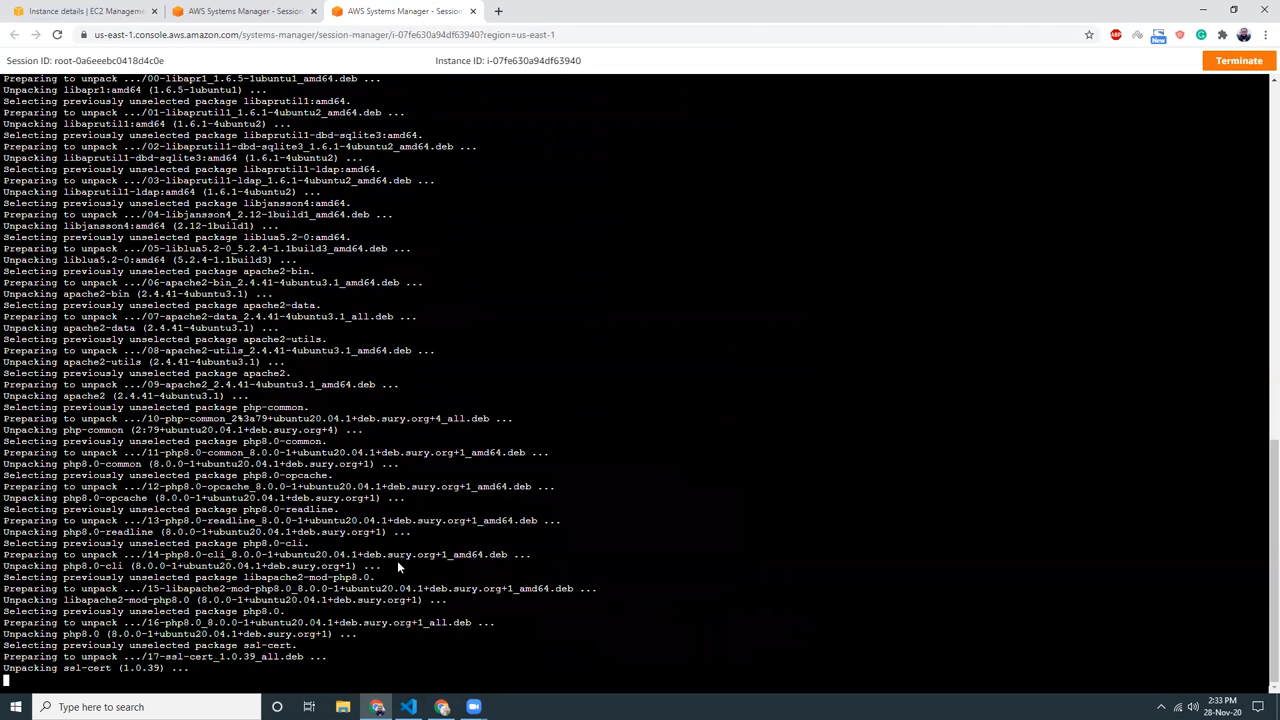 Instance details | EC2 Manageme
AWS Systems Manager - Session
AWS Systems Manager - Session
us-east-1.console.aws.amazon.com/systems-manager/session-manager/i-07fe630a94df63940?region=us-east-1
ABP
New
Session ID: root-0a6eeebc0418d4c0e
Instance ID: i-07fe630a94df63940
Terminate
Preparing to unpack .../00-libapr1_1.6.5-1ubuntu1_amd64.deb ...
Unpacking libapr1:amd64 (1.6.5-1ubuntu1) ...
Selecting previously unselected package libaprutil1:amd64.
Preparing to unpack .../01-libaprutil1_1.6.1-4ubuntu2_amd64.deb ...
Unpacking libaprutil1:amd64 (1.6.1-4ubuntu2) ...
Selecting previously unselected package libaprutil1-dbd-sqlite3:amd64.
Preparing to unpack .../02-libaprutil1-dbd-sqlite3_1.6.1-4ubuntu2_amd64.deb ...
Unpacking libaprutil1-dbd-sqlite3:amd64 (1.6.1-4ubuntu2) ...
Selecting previously unselected package libaprutil1-ldap:amd64.
Preparing to unpack .../03-libaprutil1-ldap_1.6.1-4ubuntu2_amd64.deb ...
Unpacking libaprutil1-ldap:amd64 (1.6.1-4ubuntu2) ...
Selecting previously unselected package libjansson4:amd64.
Preparing to unpack .../04-libjansson4_2.12-1build1_amd64.deb ...
Unpacking libjansson4:amd64 (2.12-1build1) ...
Selecting previously unselected package liblua5.2-0:amd64.
Preparing to unpack .../05-liblua5.2-0_5.2.4-1.1build3_amd64.deb ...
Unpacking liblua5.2-0:amd64 (5.2.4-1.1build3) ...
Selecting previously unselected package apache2-bin.
Preparing to unpack .../06-apache2-bin_2.4.41-4ubuntu3.1_amd64.deb ...
Unpacking apache2-bin (2.4.41-4ubuntu3.1) ...
Selecting previously unselected package apache2-data.
Preparing to unpack .../07-apache2-data_2.4.41-4ubuntu3.1_all.deb ...
Unpacking apache2-data (2.4.41-4ubuntu3.1) ...
Selecting previously unselected package apache2-utils.
Preparing to unpack .../08-apache2-utils_2.4.41-4ubuntu3.1_amd64.deb ...
Unpacking apache2-utils (2.4.41-4ubuntu3.1) ...
Selecting previously unselected package apache2.
Preparing to unpack .../09-apache2_2.4.41-4ubuntu3.1_amd64.deb ...
Unpacking apache2 (2.4.41-4ubuntu3.1) ...
Selecting previously unselected package php-common.
Preparing to unpack .../10-php-common_2%3a79+ubuntu20.04.1+deb.sury.org+4_all.deb ...
Unpacking php-common (2:79+ubuntu20.04.1+deb.sury.org+4) ...
Selecting previously unselected package php8.0-common.
Preparing to unpack .../11-php8.0-common_8.0.0-1+ubuntu20.04.1+deb.sury.org+1_amd64.deb ...
Unpacking php8.0-common (8.0.0-1+ubuntu20.04.1+deb.sury.org+1) ...
Selecting previously unselected package php8.0-opcache.
Preparing to unpack .../12-php8.0-opcache_8.0.0-1+ubuntu20.04.1+deb.sury.org+1_amd64.deb ...
Unpacking php8.0-opcache (8.0.0-1+ubuntu20.04.1+deb.sury.org+1) ...
Selecting previously unselected package php8.0-readline.
Preparing to unpack .../13-php8.0-readline_8.0.0-1+ubuntu20.04.1+deb.sury.org+1_amd64.deb ...
Unpacking php8.0-readline (8.0.0-1+ubuntu20.04.1+deb.sury.org+1) ...
Selecting previously unselected package php8.0-cli.
Preparing to unpack .../14-php8.0-cli_8.0.0-1+ubuntu20.04.1+deb.sury.org+1_amd64.deb ...
Unpacking php8.0-cli (8.0.0-1+ubuntu20.04.1+deb.sury.org+1) ...
Selecting previously unselected package libapache2-mod-php8.0.
Preparing to unpack .../15-libapache2-mod-php8.0_8.0.0-1+ubuntu20.04.1+deb.sury.org+1_amd64.deb ...
Unpacking libapache2-mod-php8.0 (8.0.0-1+ubuntu20.04.1+deb.sury.org+1) ...
Selecting previously unselected package php8.0.
Preparing to unpack .../16-php8.0_8.0.0-1+ubuntu20.04.1+deb.sury.org+1_all.deb ...
Unpacking php8.0 (8.0.0-1+ubuntu20.04.1+deb.sury.org+1) ...
Selecting previously unselected package ssl-cert.
Preparing to unpack .../17-ssl-cert_1.0.39_all.deb ...
Unpacking ssl-cert (1.0.39) ...
Type here to search
2:33 PM
28-Nov-20